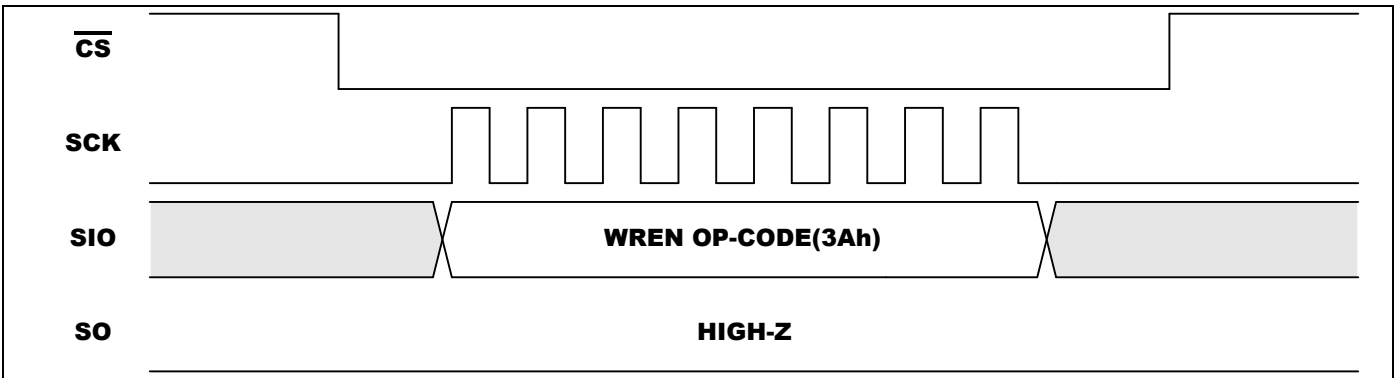 CS
SCK
SIO
WREN OP-CODE(3Ah)
SO
HIGH-Z